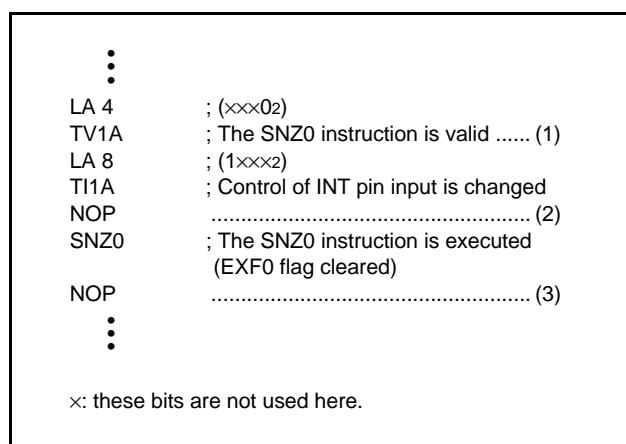 LA 4 ; (×××02)
TV1A ; The SNZ0 instruction is valid ...... (1)
LA 8 ; (1×××2)
TI1A ; Control of INT pin input is changed
NOP ...................................................... (2)
SNZ0 ; The SNZ0 instruction is executed
(EXF0 flag cleared)
NOP ...................................................... (3)
×: these bits are not used here.